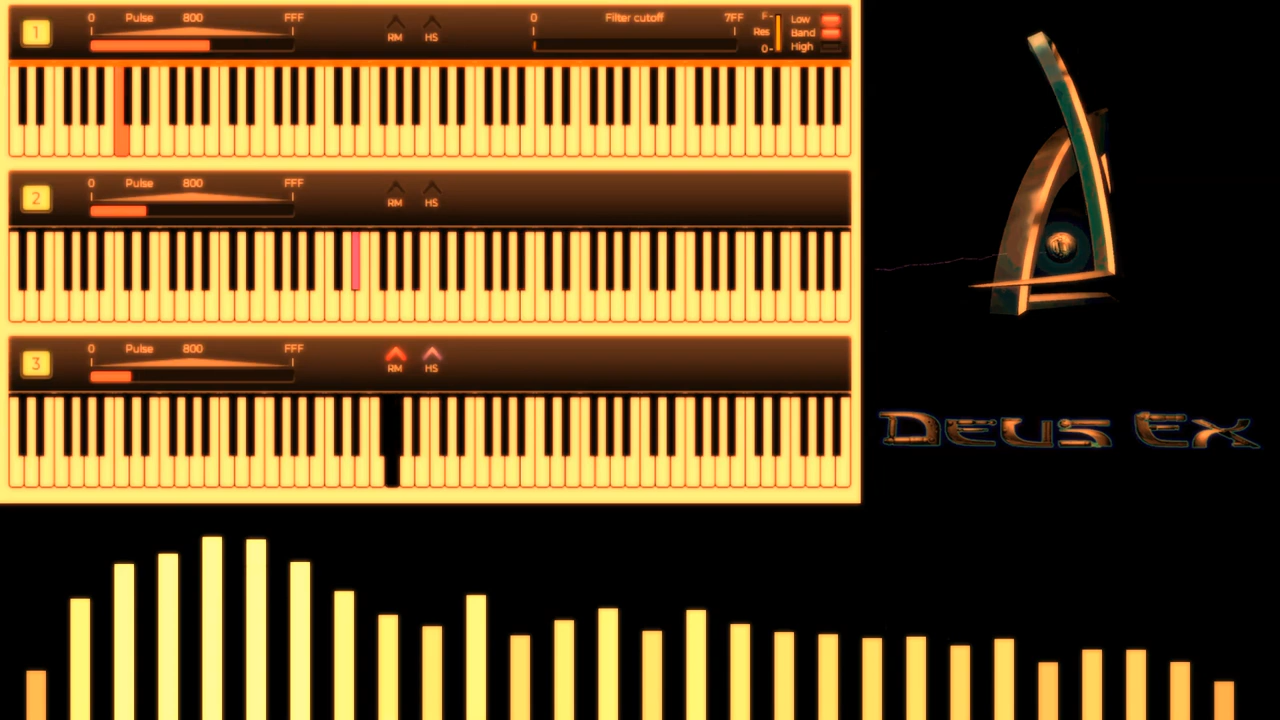 1
0 Pulse 800 FFF
RM HS
0 Filter cutoff 7FF
F-
Res
0-
Low
Band
High
2
0 Pulse 800 FFF
RM HS
3
0 Pulse 800 FFF
RM HS
Deus Ex